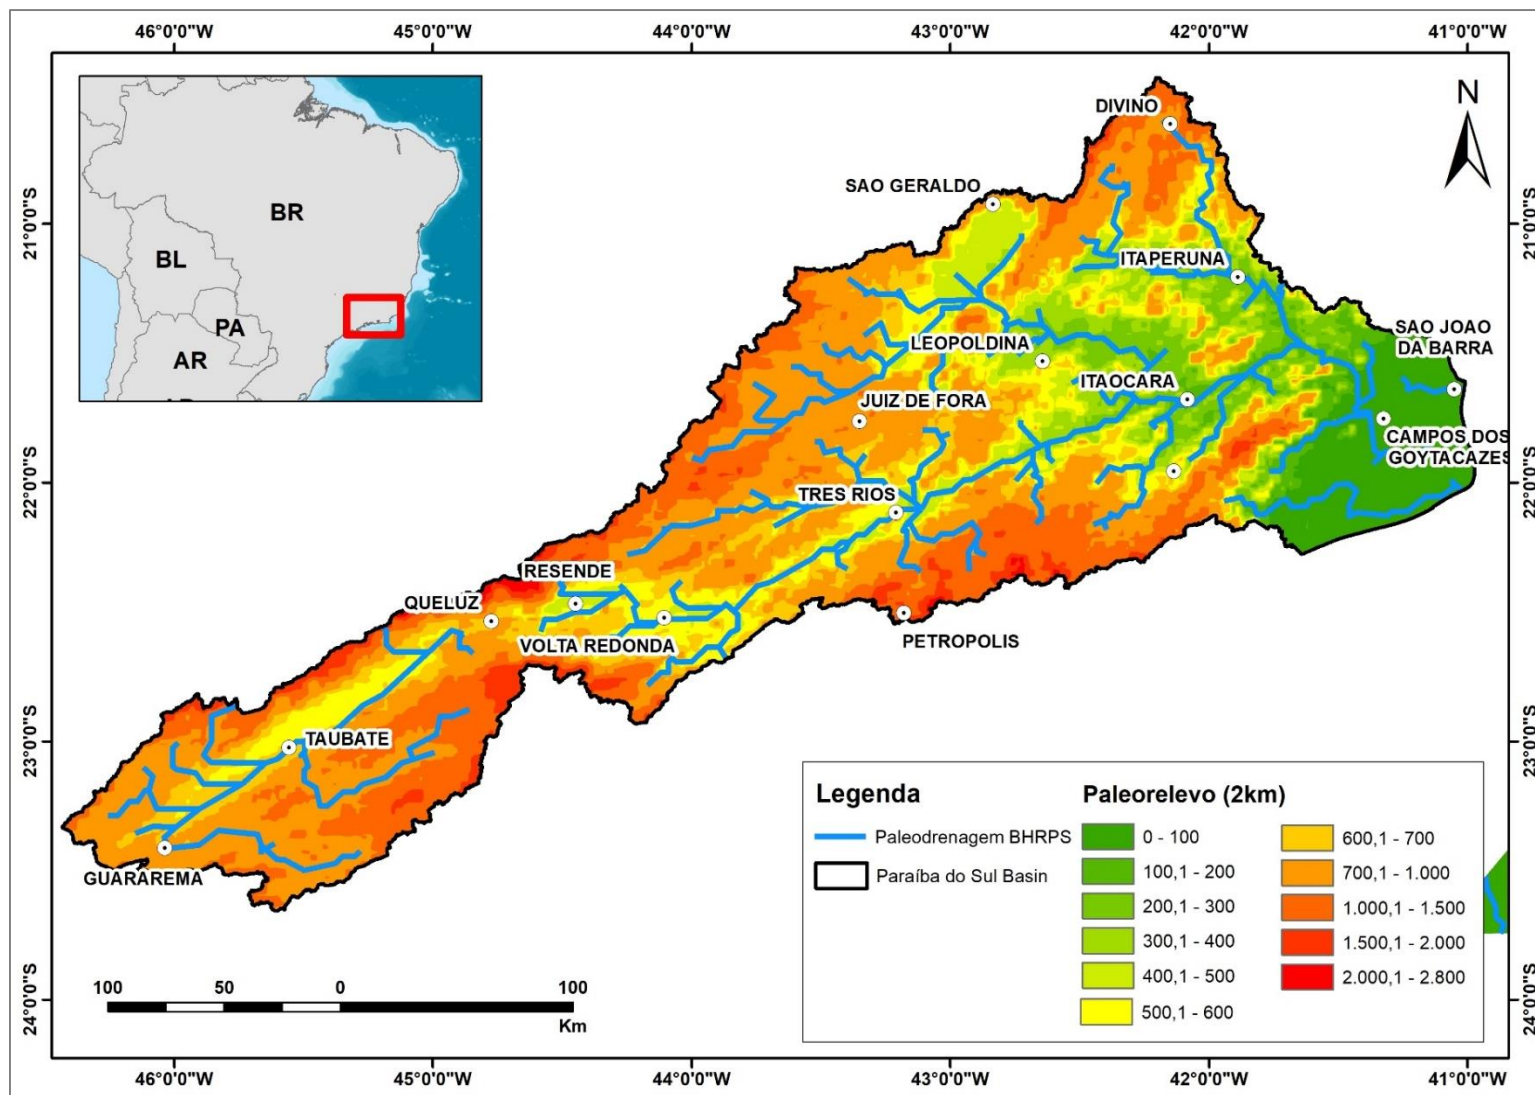 46°0'0"W 45°0'0"W 44°0'0"W 43°0'0"W 42°0'0"W 41°0'0"W
BR
BL
PA
AR
N
DIVINO
SAO GERALDO
21°0'0"S
21°0'0"S
ITAPERUNA
SAO JOAO
DA BARRA
LEOPOLDINA
ITAOCARA
JUIZ DE FORA
CAMPOS DOS
GOYTACAZES
22°0'0"S
22°0'0"S
TRES RIOS
RESENDE
QUELUZ
VOLTA REDONDA
PETROPOLIS
23°0'0"S
23°0'0"S
TAUBATE
GUARAREMA
Legenda
Paleodrenagem BHRPS
Paraíba do Sul Basin
Paleorelevo (2km)
0 - 100
100,1 - 200
200,1 - 300
300,1 - 400
400,1 - 500
500,1 - 600
600,1 - 700
700,1 - 1.000
1.000,1 - 1.500
1.500,1 - 2.000
2.000,1 - 2.800
100 50 0 100
Km
24°0'0"S
24°0'0"S
46°0'0"W 45°0'0"W 44°0'0"W 43°0'0"W 42°0'0"W 41°0'0"W